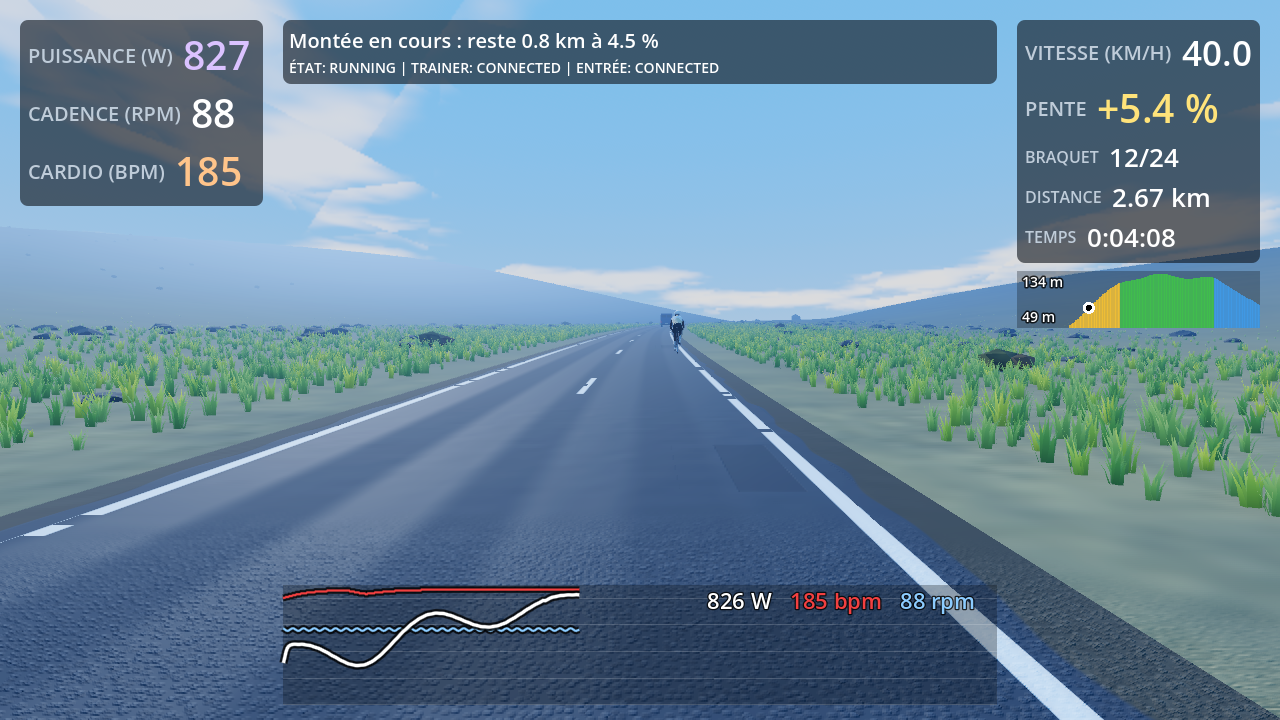 PUISSANCE (W) 827
CADENCE (RPM) 88
CARDIO (BPM) 185
Montée en cours : reste 0.8 km à 4.5 %
ÉTAT: RUNNING | TRAINER: CONNECTED | ENTRÉE: CONNECTED
VITESSE (KM/H) 40.0
PENTE +5.4 %
BRAQUET 12/24
DISTANCE 2.67 km
TEMPS 0:04:08
134 m
49 m
826 W 185 bpm 88 rpm